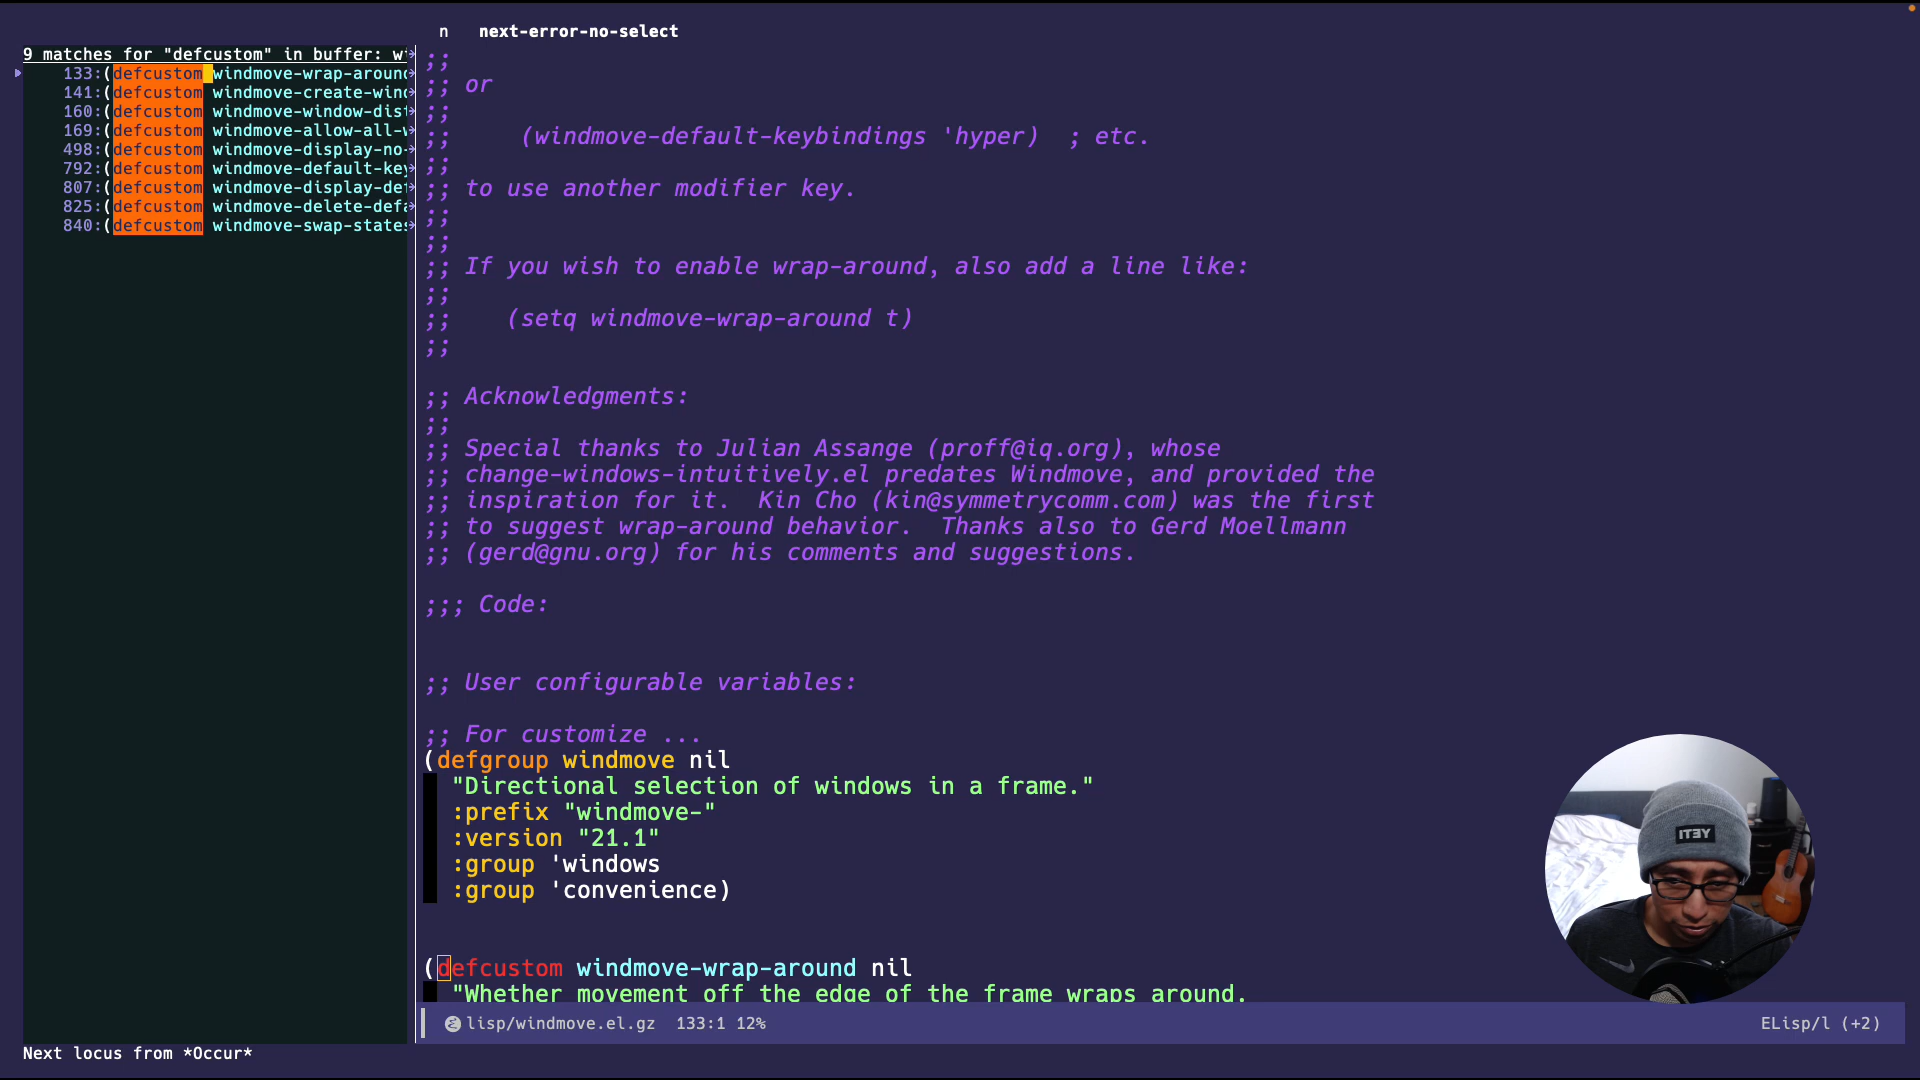 n next-error-no-select
9 matches for "defcustom" in buffer: w
133:(defcustom windmove-wrap-around
141:(defcustom windmove-create-wind
160:(defcustom windmove-window-dist
169:(defcustom windmove-allow-all-w
498:(defcustom windmove-display-no-
792:(defcustom windmove-default-key
807:(defcustom windmove-display-def
825:(defcustom windmove-delete-defa
840:(defcustom windmove-swap-states
;;
;; or
;;
;;     (windmove-default-keybindings 'hyper)  ; etc.
;;
;; to use another modifier key.
;;
;;
;; If you wish to enable wrap-around, also add a line like:
;;
;;    (setq windmove-wrap-around t)
;;
;; Acknowledgments:
;;
;; Special thanks to Julian Assange (proff@iq.org), whose
;; change-windows-intuitively.el predates Windmove, and provided the
;; inspiration for it.  Kin Cho (kin@symmetrycomm.com) was the first
;; to suggest wrap-around behavior.  Thanks also to Gerd Moellmann
;; (gerd@gnu.org) for his comments and suggestions.
;;; Code:
;; User configurable variables:
;; For customize ...
(defgroup windmove nil
"Directional selection of windows in a frame."
:prefix "windmove-"
:version "21.1"
:group 'windows
:group 'convenience)
(defcustom windmove-wrap-around nil
"Whether movement off the edge of the frame wraps around.
lisp/windmove.el.gz 133:1 12%
ELisp/l (+2)
Next locus from *Occur*
YETI